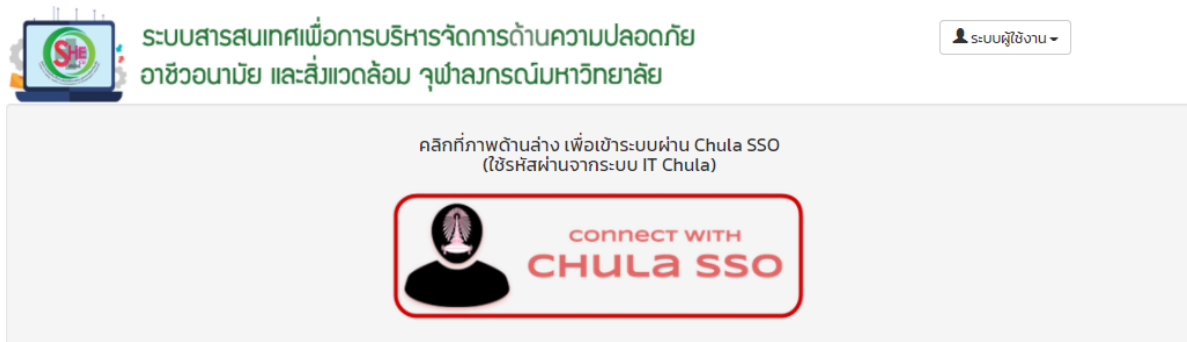 SHE
ระบบสารสนเทศเพื่อการบริหารจัดการด้านความปลอดภัย
อาชีวอนามัย และสิ่งแวดล้อม จุฬาลงกรณ์มหาวิทยาลัย
ระบบผู้ใช้งาน
คลิกที่ภาพด้านล่าง เพื่อเข้าระบบผ่าน Chula SSO
(ใช้รหัสผ่านจากระบบ IT Chula)
CONNECT WITH
CHULA SSO